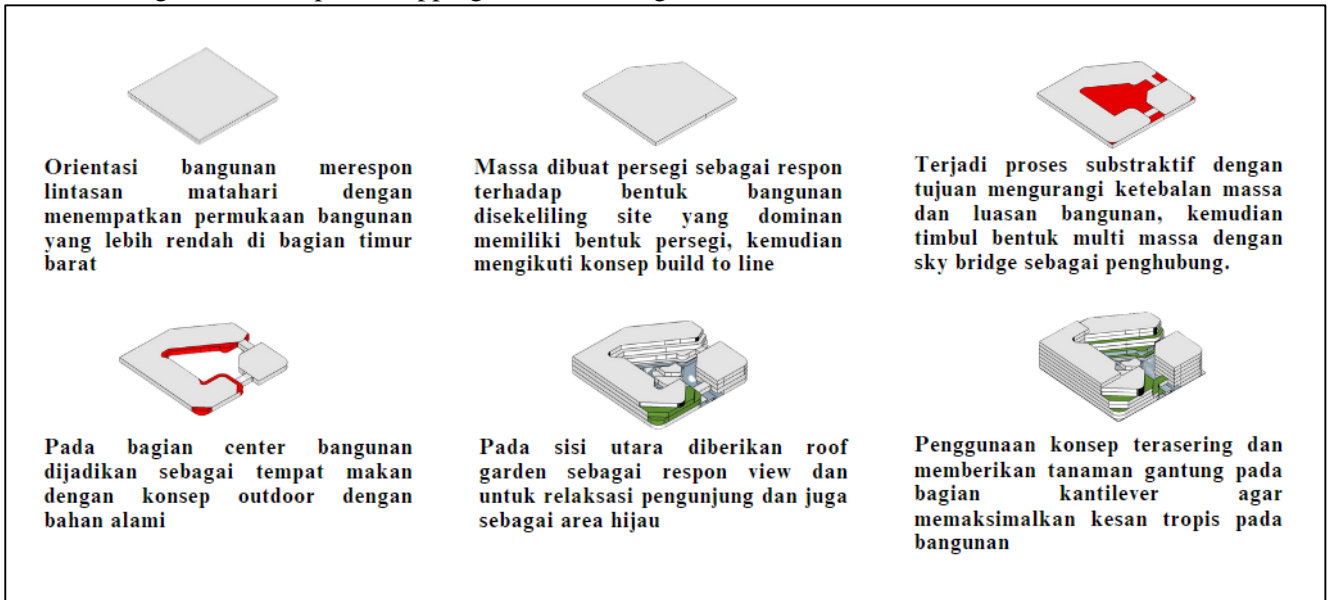 Orientasi bangunan merespon
lintasan matahari dengan
menempatkan permukaan bangunan
yang lebih rendah di bagian timur
barat
Massa dibuat persegi sebagai respon
terhadap bentuk bangunan
disekeliling site yang dominan
memiliki bentuk persegi, kemudian
mengikuti konsep build to line
Terjadi proses substraktif dengan
tujuan mengurangi ketebalan massa
dan luasan bangunan, kemudian
timbul bentuk multi massa dengan
sky bridge sebagai penghubung.
Pada bagian center bangunan
dijadikan sebagai tempat makan
dengan konsep outdoor dengan
bahan alami
Pada sisi utara diberikan roof
garden sebagai respon view dan
untuk relaksasi pengunjung dan juga
sebagai area hijau
Penggunaan konsep terasering dan
memberikan tanaman gantung pada
bagian kantilever agar
memaksimalkan kesan tropis pada
bangunan